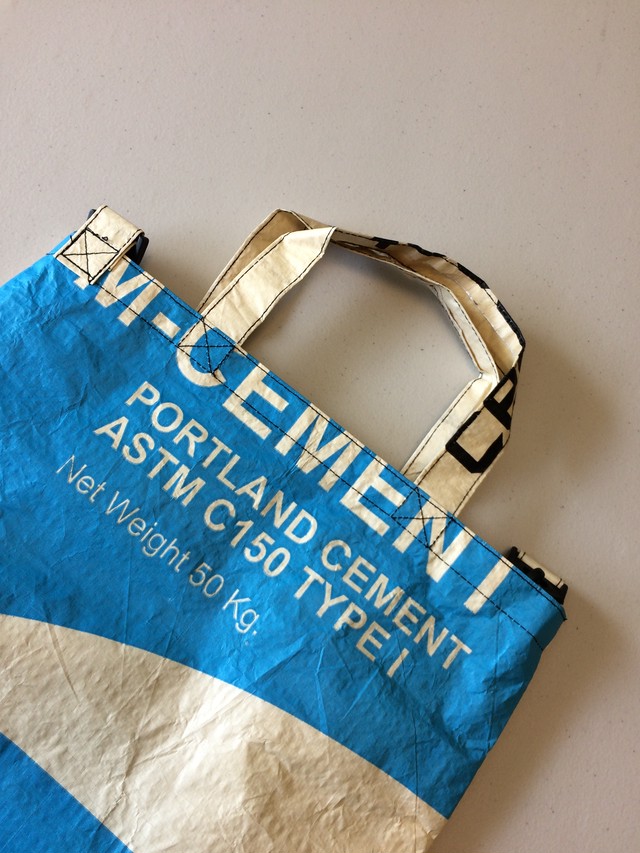 M-CEMENT
PORTLAND CEMENT
ASTM C150 TYPE I
Net Weight 50 Kg.